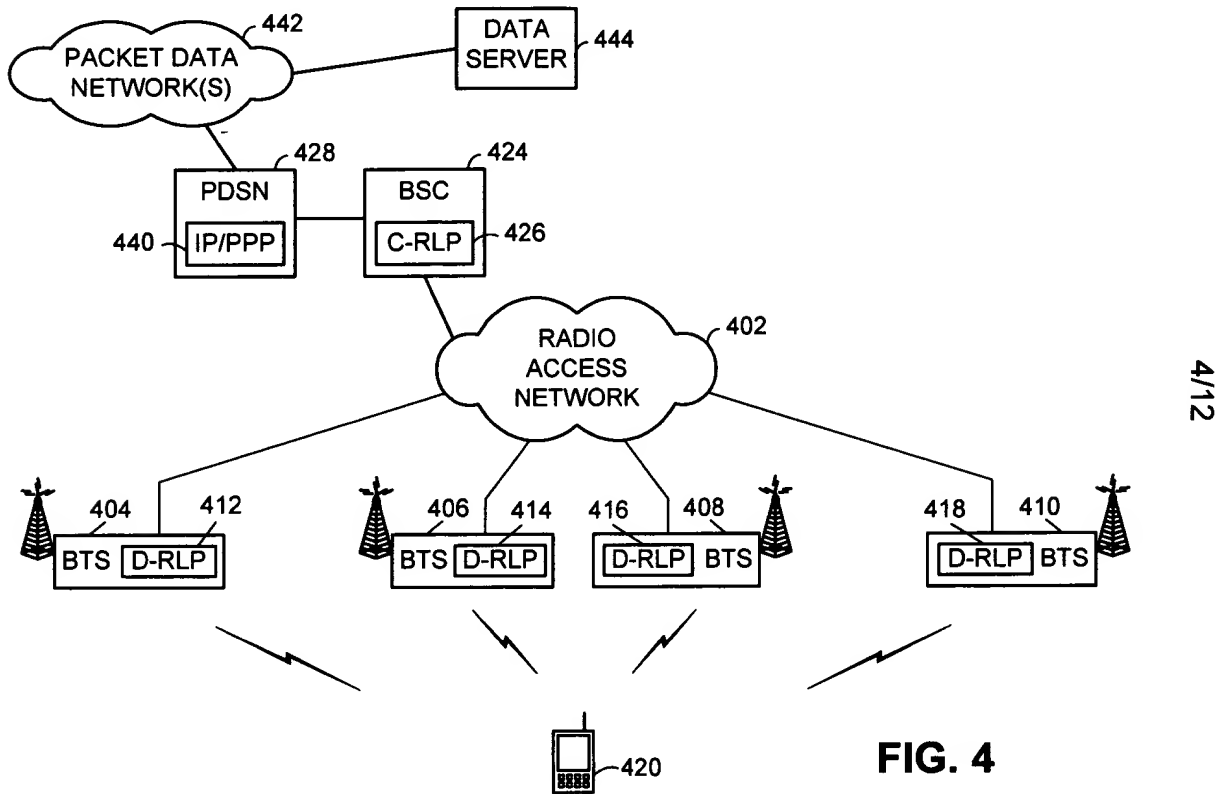 442
PACKET DATA
NETWORK(S)
DATA
SERVER
444
428
424
PDSN
BSC
440
IP/PPP
C-RLP
426
RADIO
ACCESS
NETWORK
402
4/12
404
412
406
414
416
408
418
410
BTS
D-RLP
BTS
D-RLP
D-RLP
BTS
D-RLP
BTS
420
FIG. 4